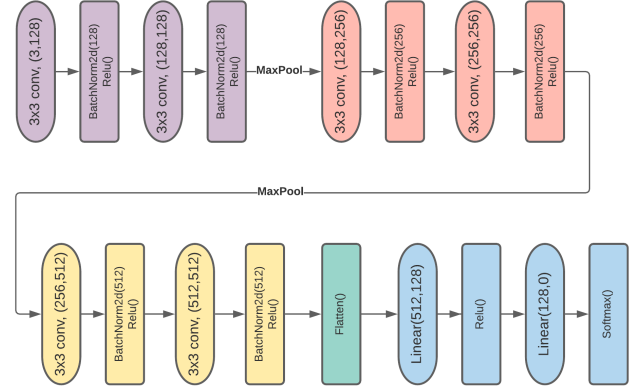 3x3 conv, (3,128)
BatchNorm2d(128)
Relu()
3x3 conv, (128,128)
BatchNorm2d(128)
Relu()
MaxPool
3x3 conv, (128,256)
BatchNorm2d(256)
Relu()
3x3 conv, (256,256)
BatchNorm2d(256)
Relu()
MaxPool
3x3 conv, (256,512)
BatchNorm2d(512)
Relu()
3x3 conv, (512,512)
BatchNorm2d(512)
Relu()
Flatten()
Linear(512,128)
Relu()
Linear(128,0)
Softmax()